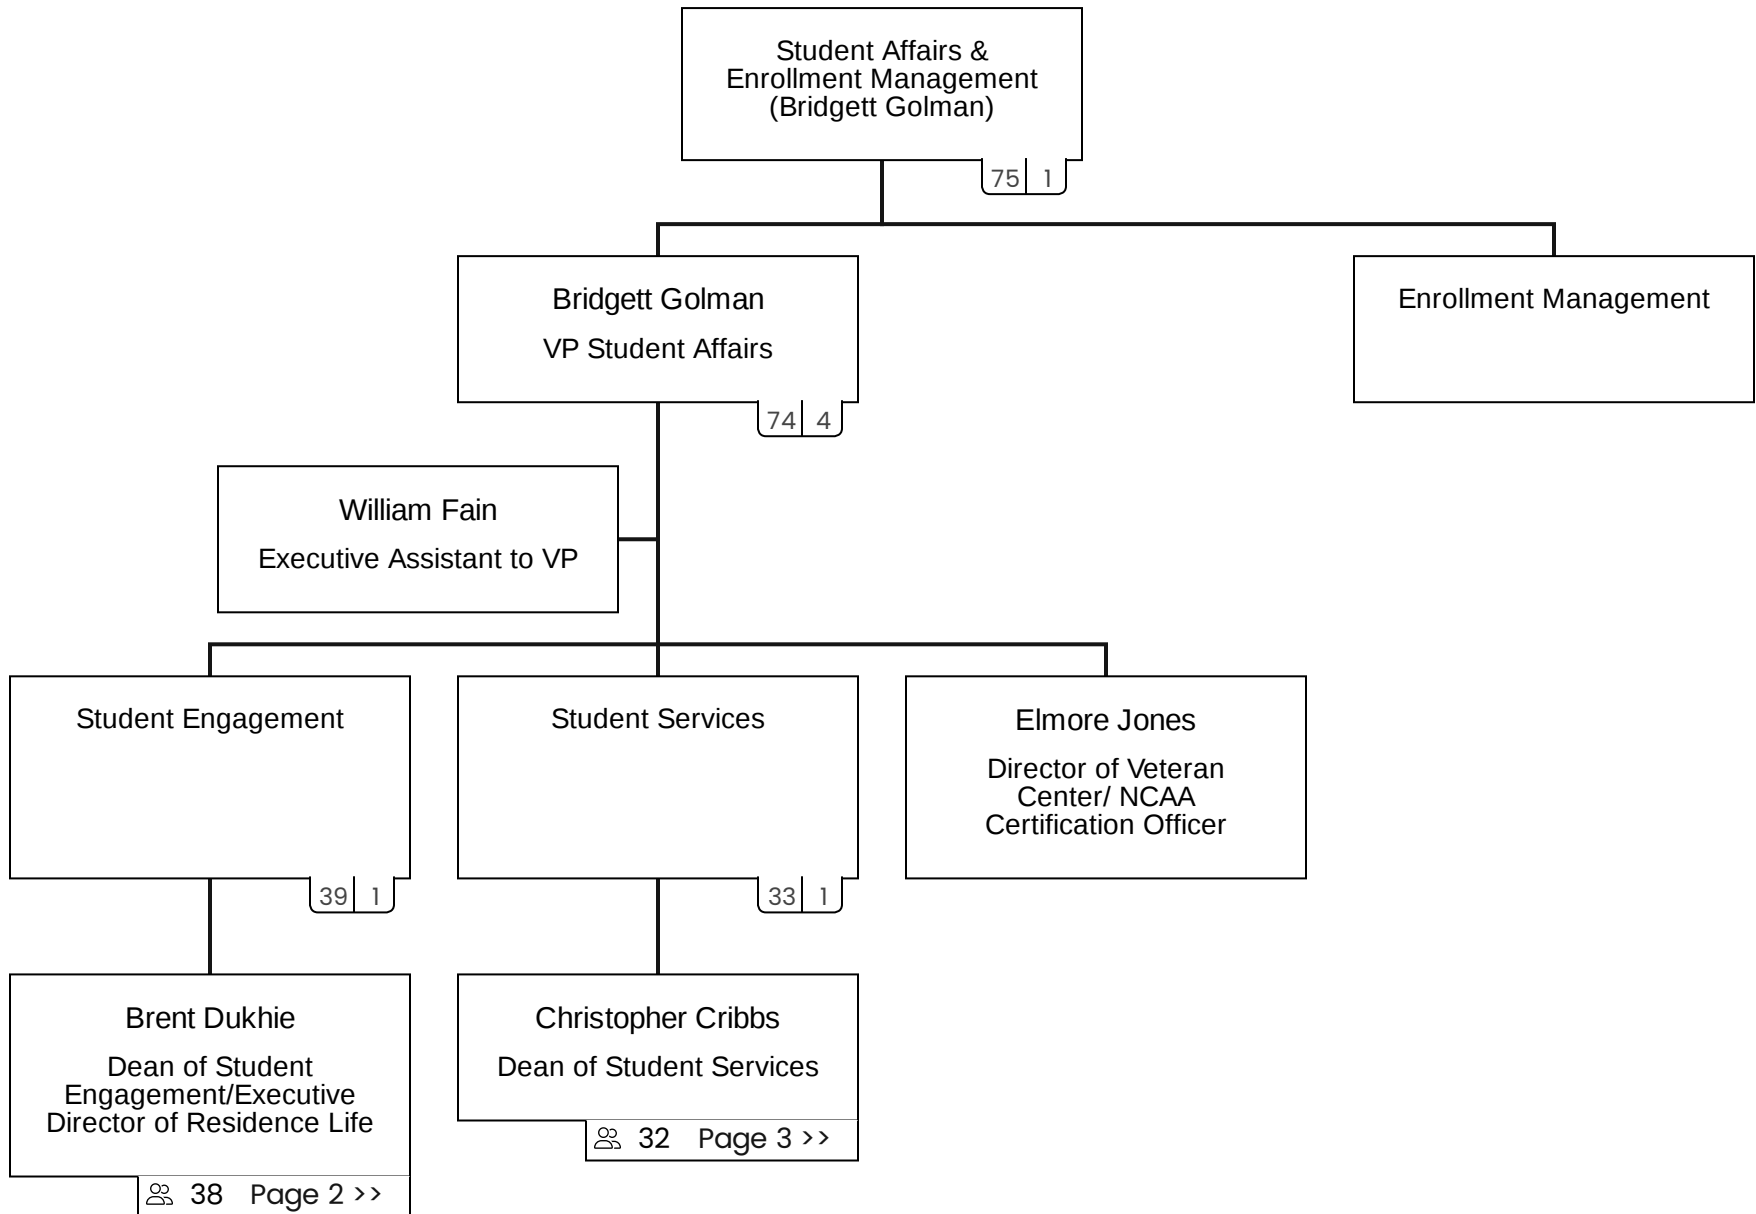 Student Affairs &
Enrollment Management
(Bridgett Golman)
75 1
Bridgett Golman
VP Student Affairs
74 4
Enrollment Management
William Fain
Executive Assistant to VP
Student Engagement
39 1
Student Services
33 1
Elmore Jones
Director of Veteran
Center/ NCAA
Certification Officer
Brent Dukhie
Dean of Student
Engagement/Executive
Director of Residence Life
38 Page 2 >>
Christopher Cribbs
Dean of Student Services
32 Page 3 >>